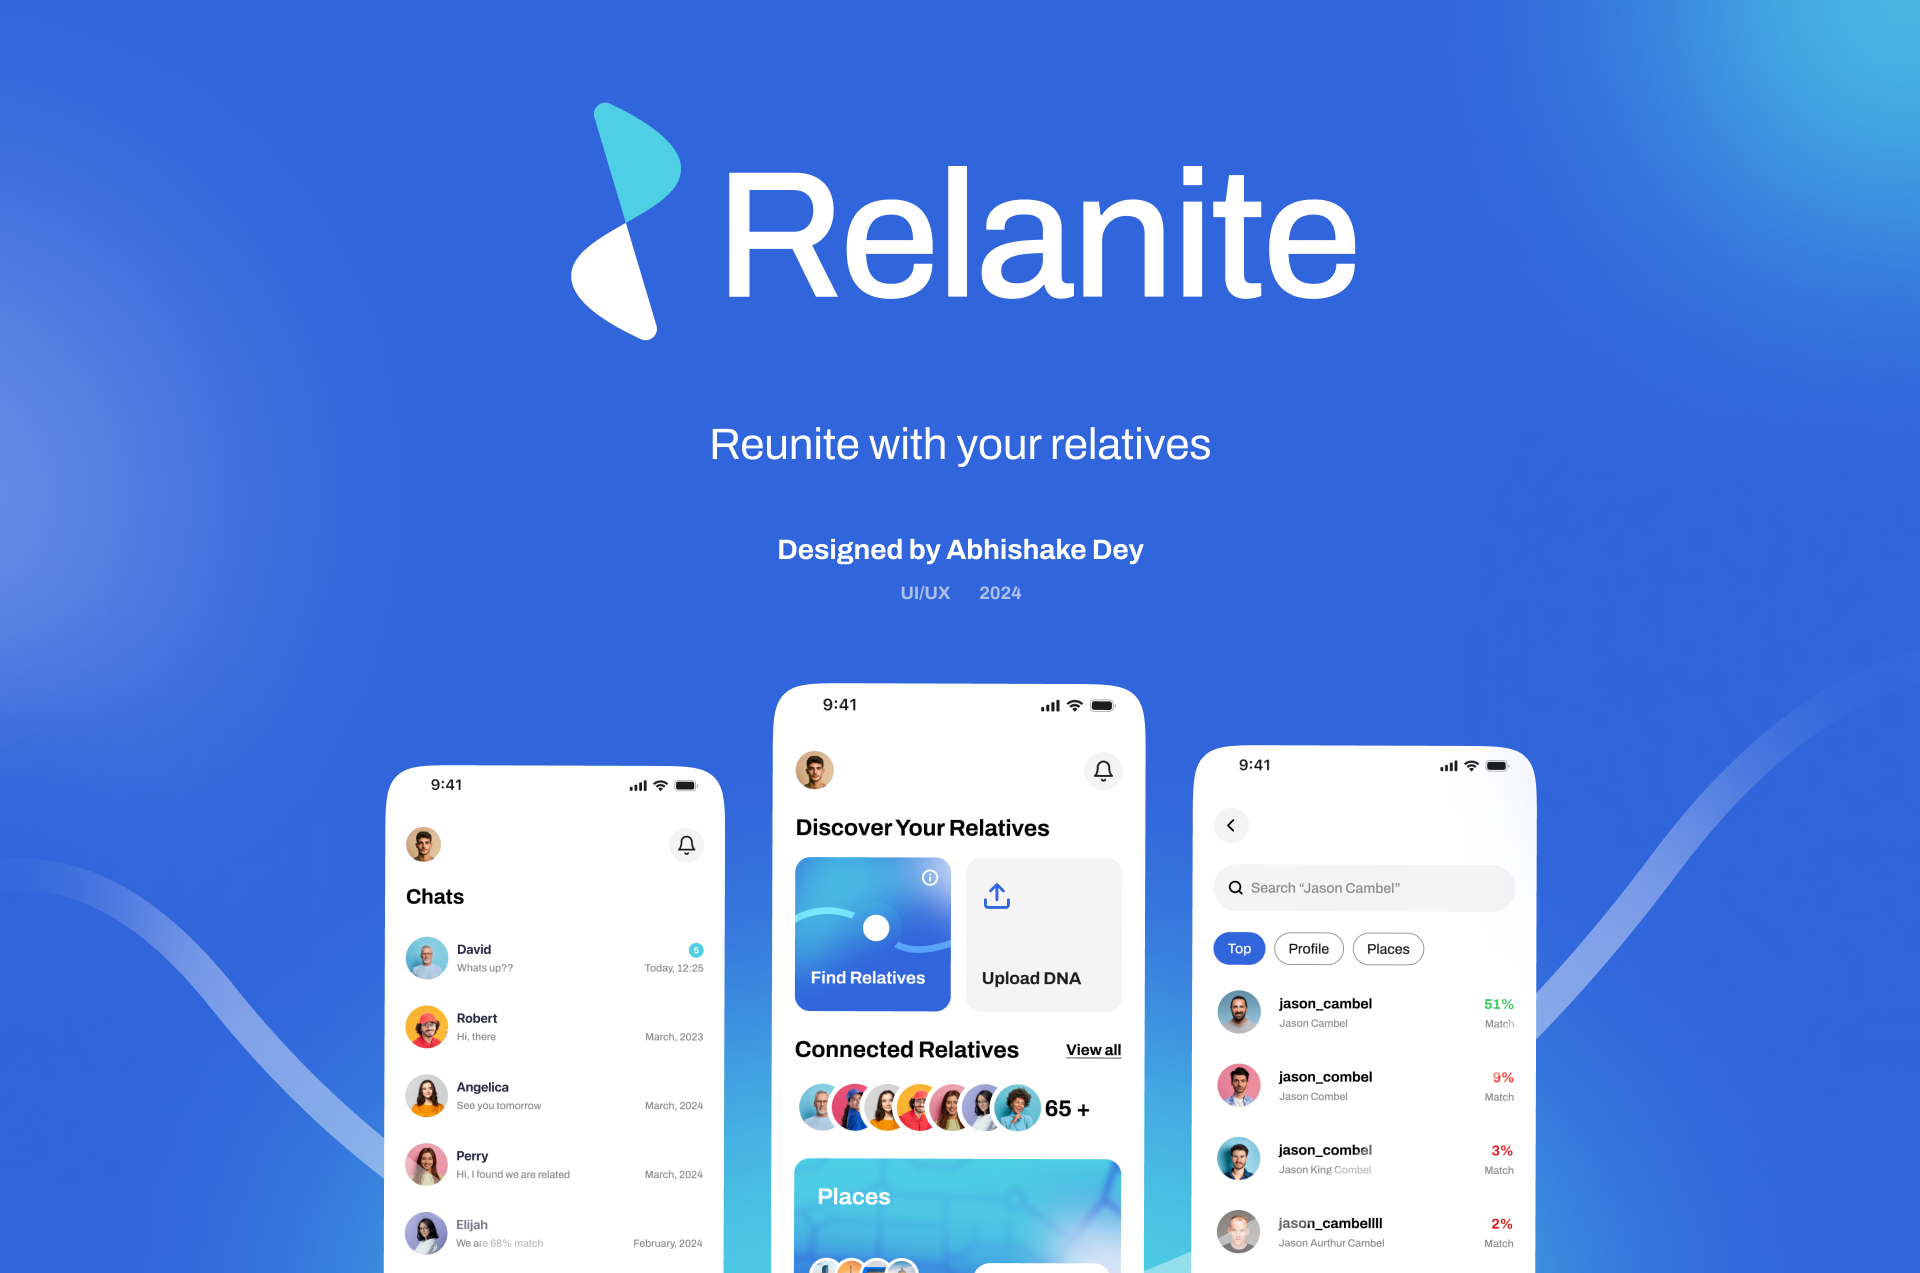 Relanite
Reunite with your relatives
Designed by Abhishake Dey
UI/UX 2024
9:41
Chats
David
5
Whats up??
Today, 12:25
Robert
Hi, there
March, 2023
Angelica
See you tomorrow
March, 2024
Perry
Hi, I found we are related
March, 2024
Elijah
We are 68% match
February, 2024
9:41
Discover Your Relatives
Find Relatives
Upload DNA
Connected Relatives
View all
65 +
Places
9:41
Search “Jason Cambel”
Top
Profile
Places
jason_cambel
51%
Jason Cambel
Match
jason_combel
9%
Jason Combel
Match
jason_combel
3%
Jason King Combel
Match
jason_cambellll
2%
Jason Aurthur Cambel
Match